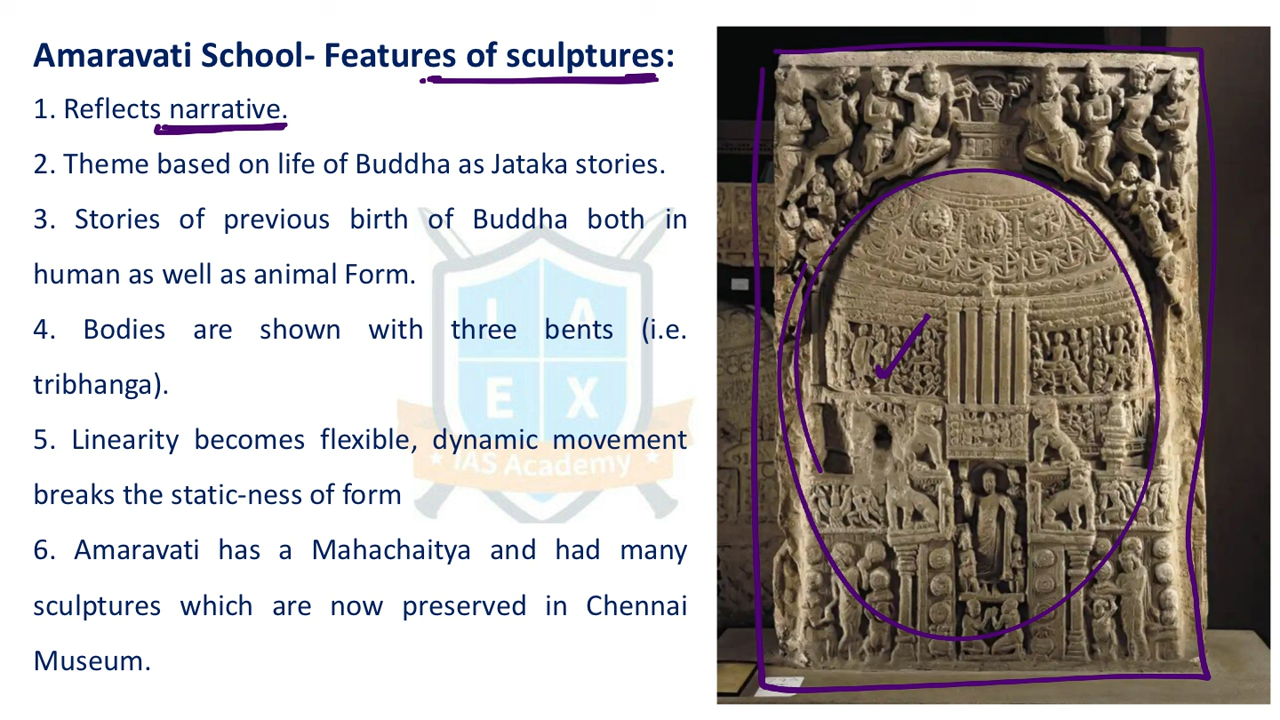 Amaravati School- Features of sculptures:
1. Reflects narrative.
2. Theme based on life of Buddha as Jataka stories.
3. Stories of previous birth of Buddha both in
human as well as animal Form.
4. Bodies are shown with three bents (i.e.
tribhanga).
5. Linearity becomes flexible, dynamic movement
breaks the static-ness of form
6. Amaravati has a Mahachaitya and had many
sculptures which are now preserved in Chennai
Museum.
L A
E X
IAS Academy